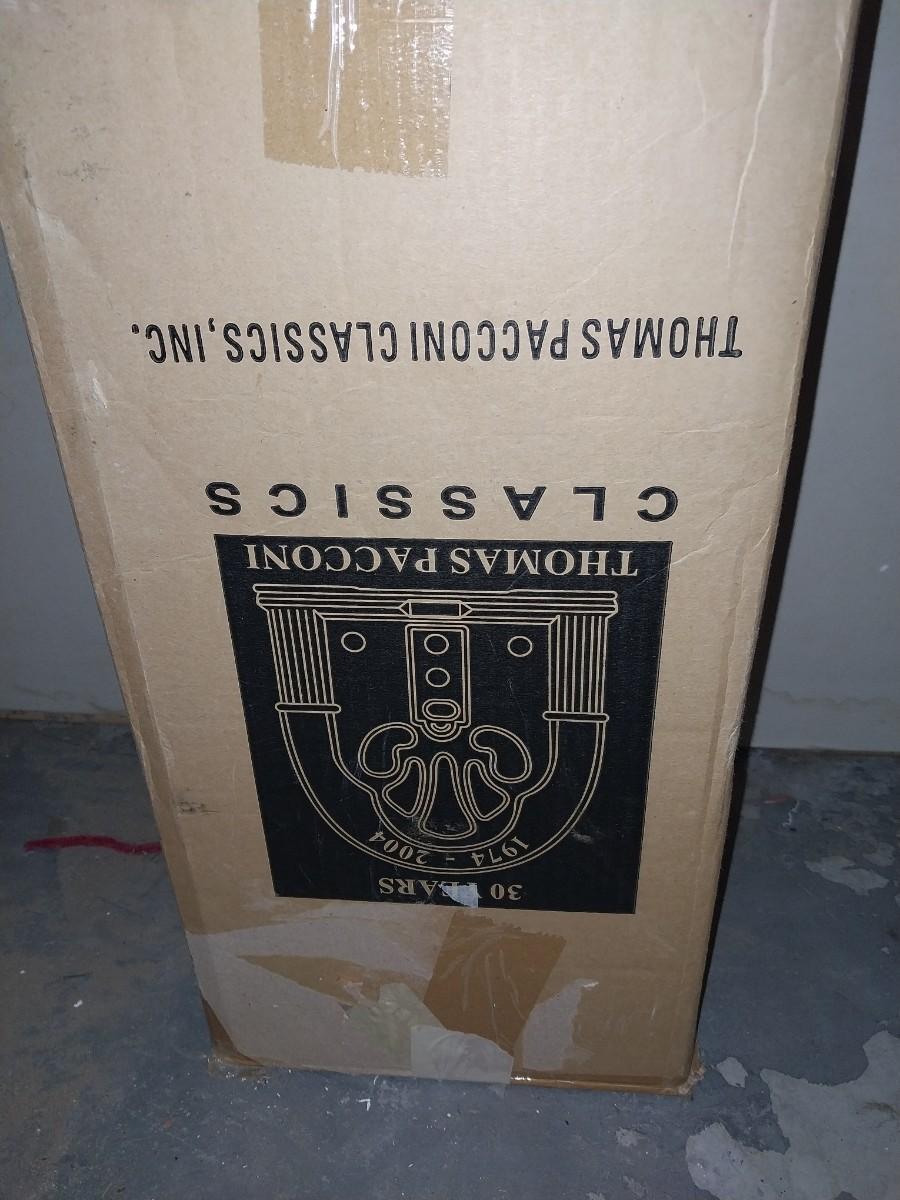 30 YEARS
1974 - 2004
THOMAS PACCONI
CLASSICS
THOMAS PACCONI CLASSICS, INC.